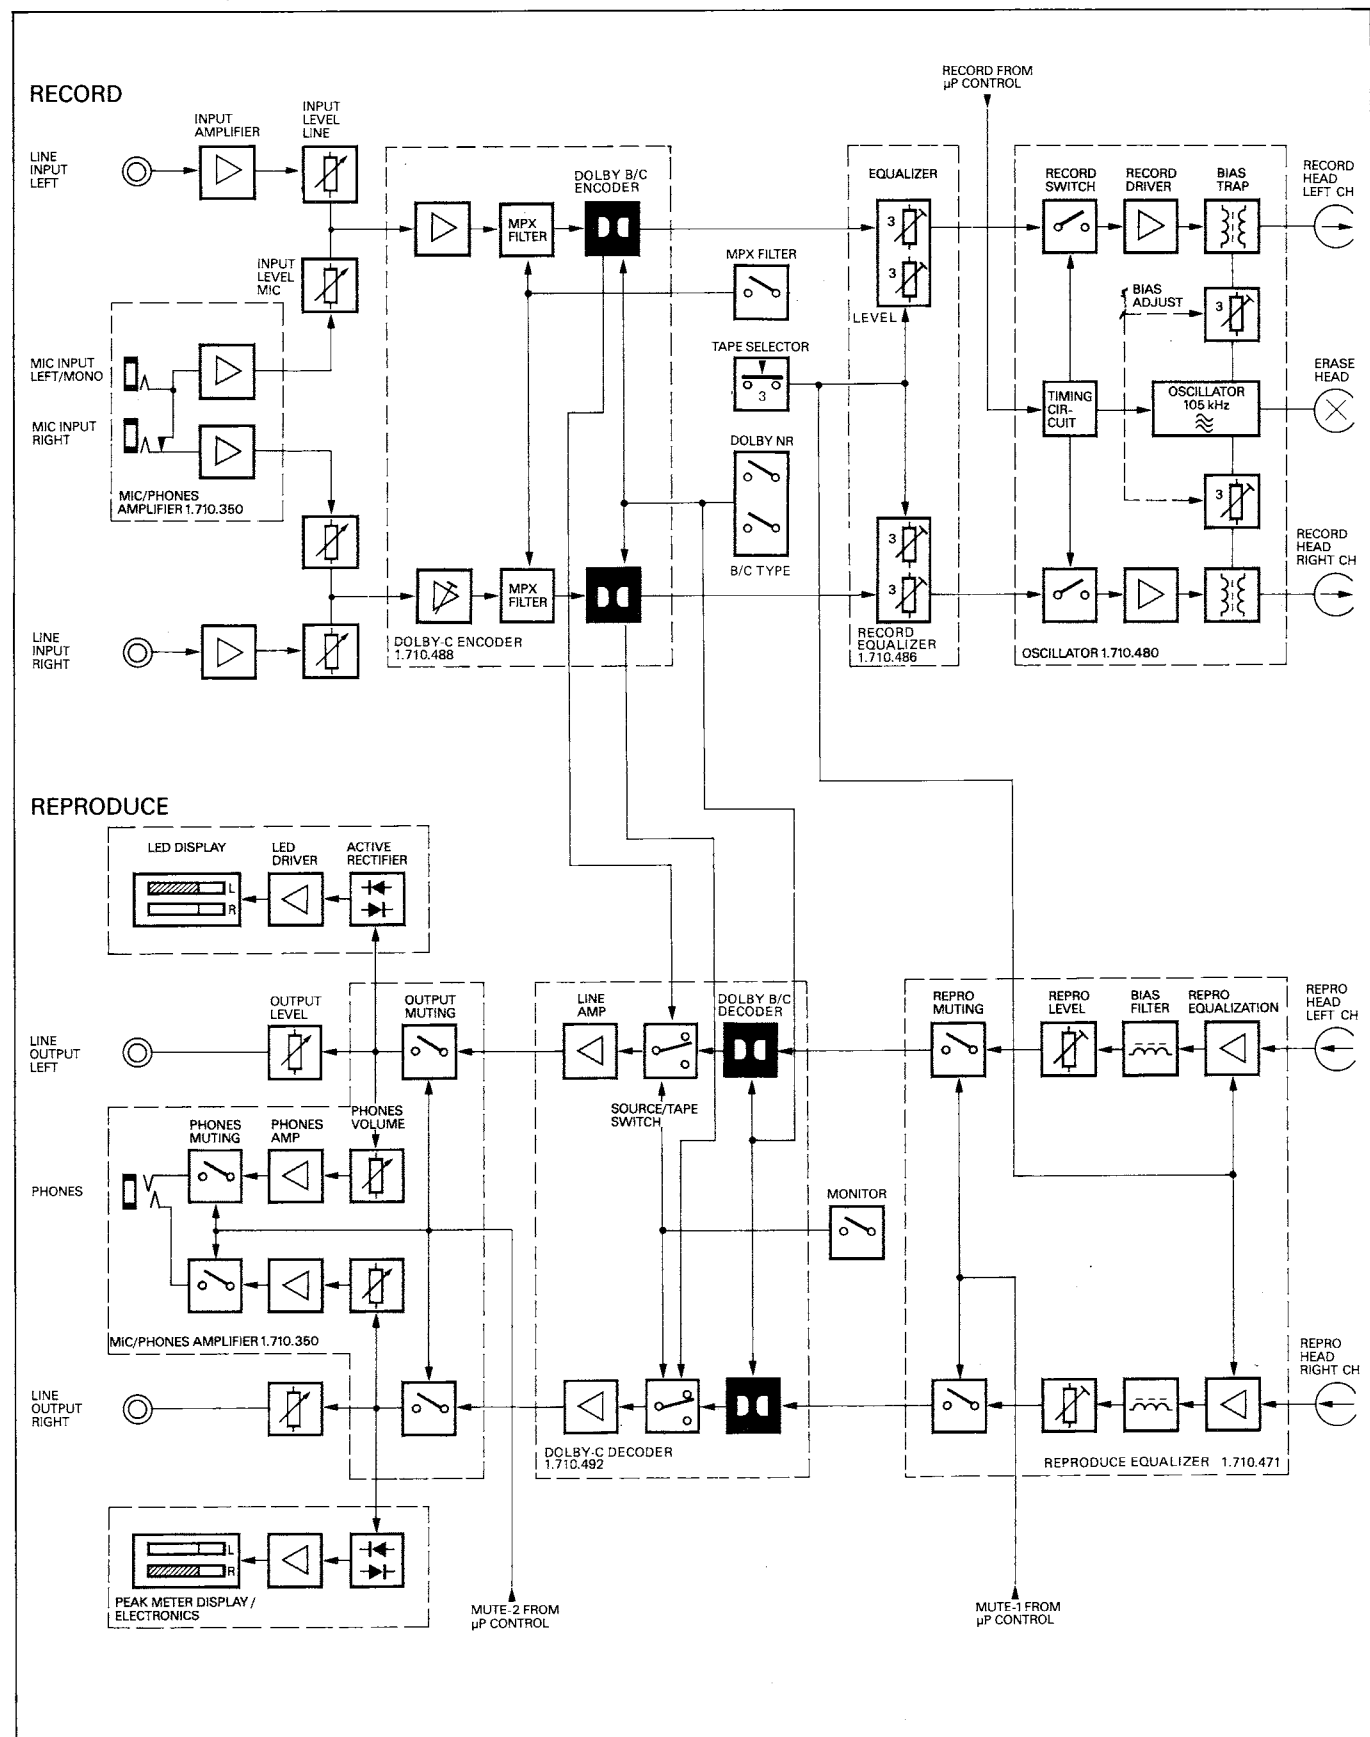 RECORD FROM
µP CONTROL
RECORD
INPUT
AMPLIFIER
INPUT
LEVEL
LINE
LINE
INPUT
LEFT
DOLBY B/C
ENCODER
EQUALIZER
RECORD
SWITCH
RECORD
DRIVER
BIAS
TRAP
RECORD
HEAD
LEFT CH
MPX
FILTER
3
3
LEVEL
INPUT
LEVEL
MIC
MPX FILTER
BIAS
ADJUST
3
MIC INPUT
LEFT/MONO
TAPE SELECTOR
3
TIMING
CIR-
CUIT
OSCILLATOR
105 kHz
ERASE
HEAD
MIC INPUT
RIGHT
DOLBY NR
B/C TYPE
MIC/PHONES
AMPLIFIER 1.710.350
3
3
3
RECORD
HEAD
RIGHT CH
MPX
FILTER
LINE
INPUT
RIGHT
DOLBY-C ENCODER
1.710.488
RECORD
EQUALIZER
1.710.486
OSCILLATOR 1.710.480
REPRODUCE
LED DISPLAY
LED
DRIVER
ACTIVE
RECTIFIER
L
R
OUTPUT
LEVEL
OUTPUT
MUTING
LINE
AMP
DOLBY B/C
DECODER
REPRO
MUTING
REPRO
LEVEL
BIAS
FILTER
REPRO
EQUALIZATION
REPRO
HEAD
LEFT CH
LINE
OUTPUT
LEFT
SOURCE/TAPE
SWITCH
PHONES
MUTING
PHONES
AMP
PHONES
VOLUME
PHONES
MONITOR
MIC/PHONES AMPLIFIER 1.710.350
REPRO
HEAD
RIGHT CH
LINE
OUTPUT
RIGHT
DOLBY-C DECODER
1.710.492
REPRODUCE EQUALIZER 1.710.471
L
R
PEAK METER DISPLAY /
ELECTRONICS
MUTE-2 FROM
µP CONTROL
MUTE-1 FROM
µP CONTROL